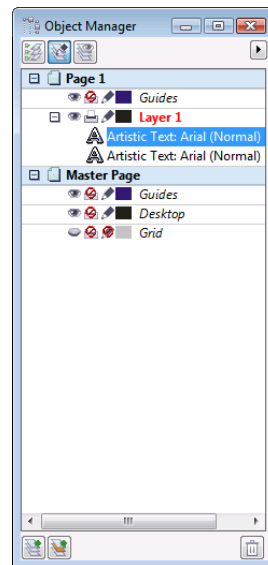 Object Manager
Page 1
Guides
Layer 1
Artistic Text: Arial (Normal)
Artistic Text: Arial (Normal)
Master Page
Guides
Desktop
Grid